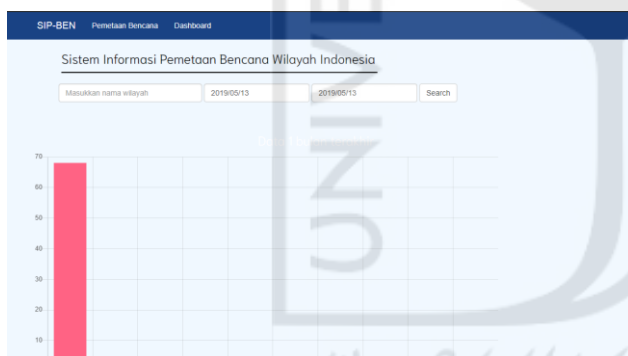 SIP-BEN Pemetaan Bencana Dashboard
Sistem Informasi Pemetaan Bencana Wilayah Indonesia
Masukkan nama wilayah 2019/05/13 2019/05/13 Search
70
60
50
40
30
20
10